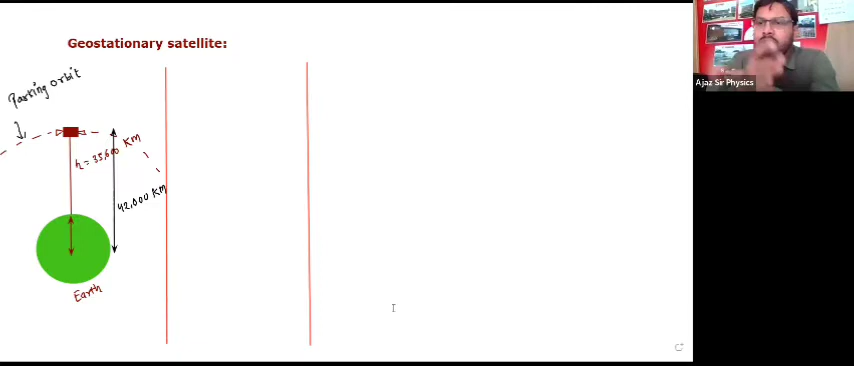 Geostationary satellite:
Parking orbit
h = 35,600 KM
42,000 KM
Earth
Ajaz Sir Physics